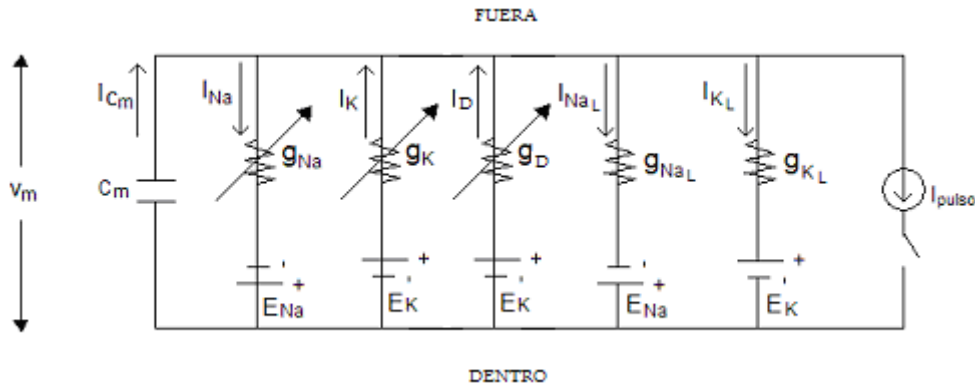 FUERA
I_Cm
I_Na
I_K
I_D
I_NaL
I_KL
g_Na
g_K
g_D
g_NaL
g_KL
v_m
C_m
I_pulso
- + E_Na
+ - E_K
+ - E_K
- + E_Na
+ - E_K
DENTRO